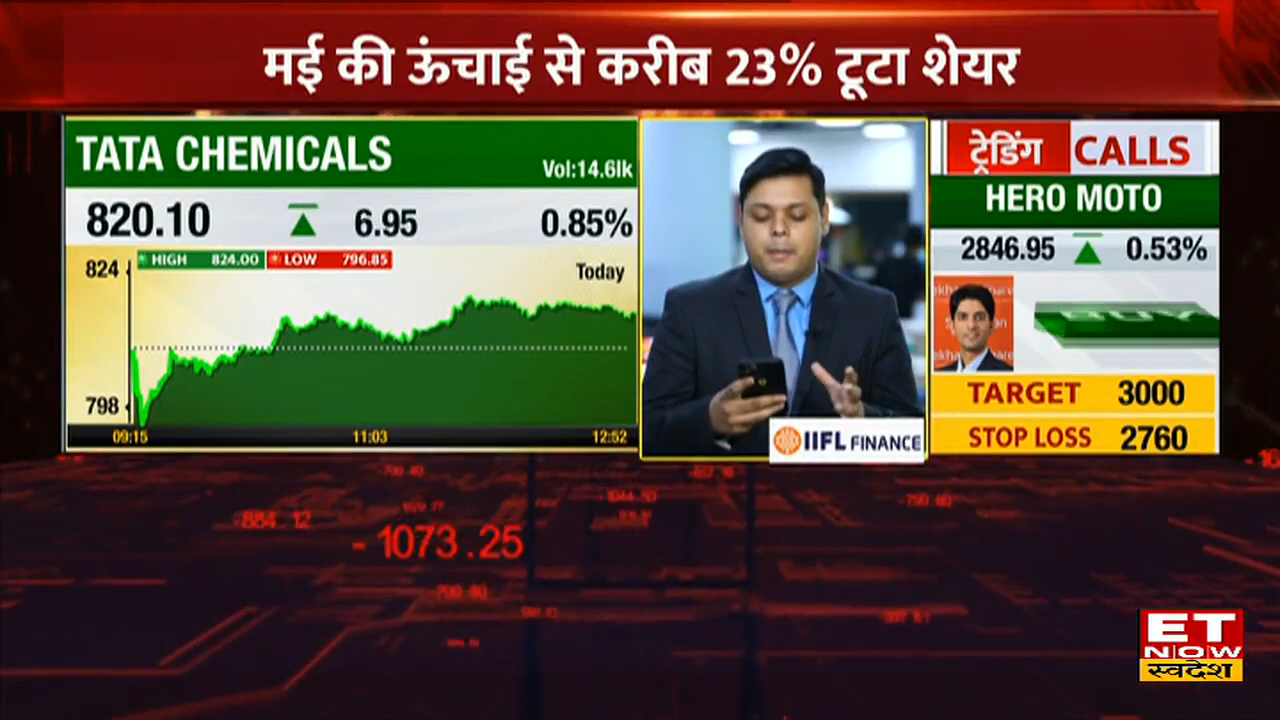 मई की ऊंचाई से करीब 23% टूटा शेयर
TATA CHEMICALS
Vol:14.6lk
820.10 6.95 0.85%
HIGH 824.00 LOW 796.85
Today
824
798
09:15 11:03 12:52
IIFL FINANCE
ट्रेडिंग CALLS
HERO MOTO
2846.95 0.53%
BUY
TARGET 3000
STOP LOSS 2760
-884.12
- 1073.25
ET
NOW
स्वदेश